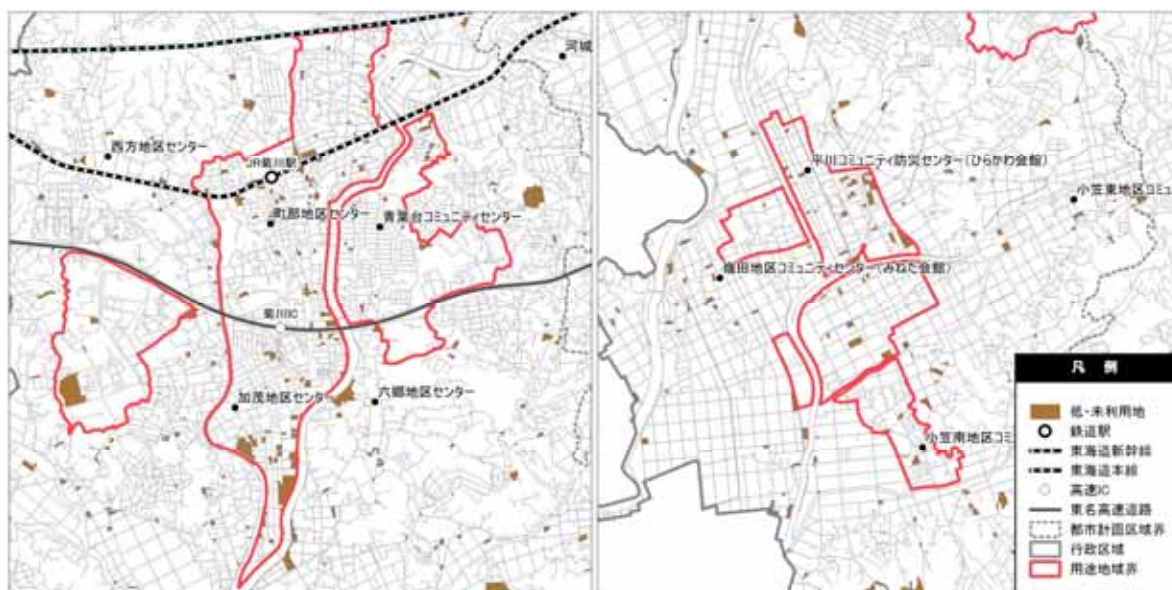 河城
西方地区センター
JR菊川駅
町部地区センター
青葉台コミュニティセンター
菊川IC
加茂地区センター
六郷地区センター
平川コミュニティ防災センター(ひらかわ会館)
小笠東地区コミュ
嶺田地区コミュニティセンター(みねた会館)
小笠南地区コミュ
凡 例
低・未利用地
鉄道駅
東海道新幹線
東海道本線
高速IC
東名高速道路
都市計画区域界
行政区域
用途地域界